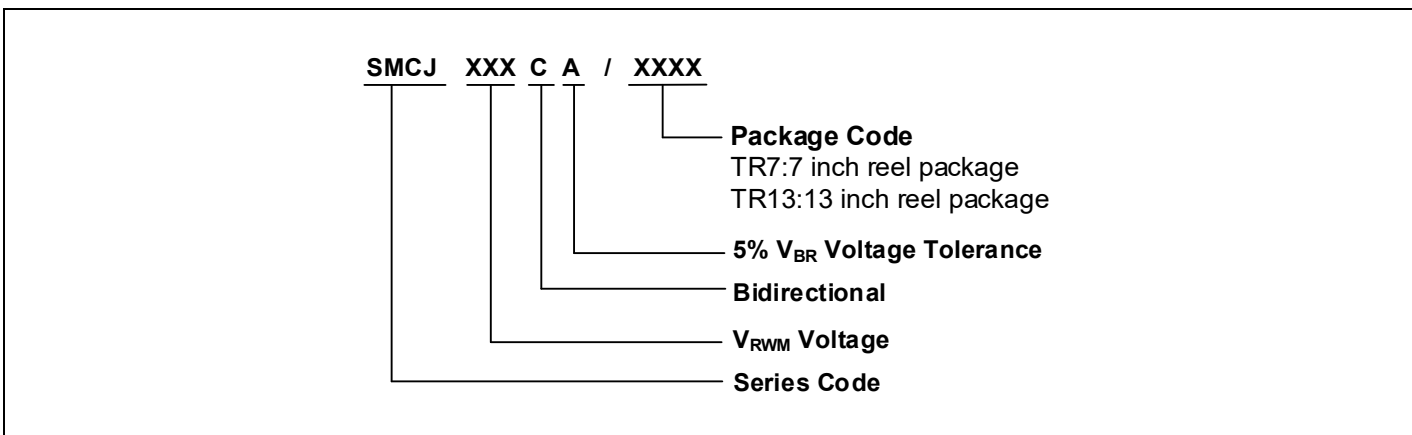 SMCJ XXX C A / XXXX
Package Code
TR7:7 inch reel package
TR13:13 inch reel package
5% VBR Voltage Tolerance
Bidirectional
VRWM Voltage
Series Code